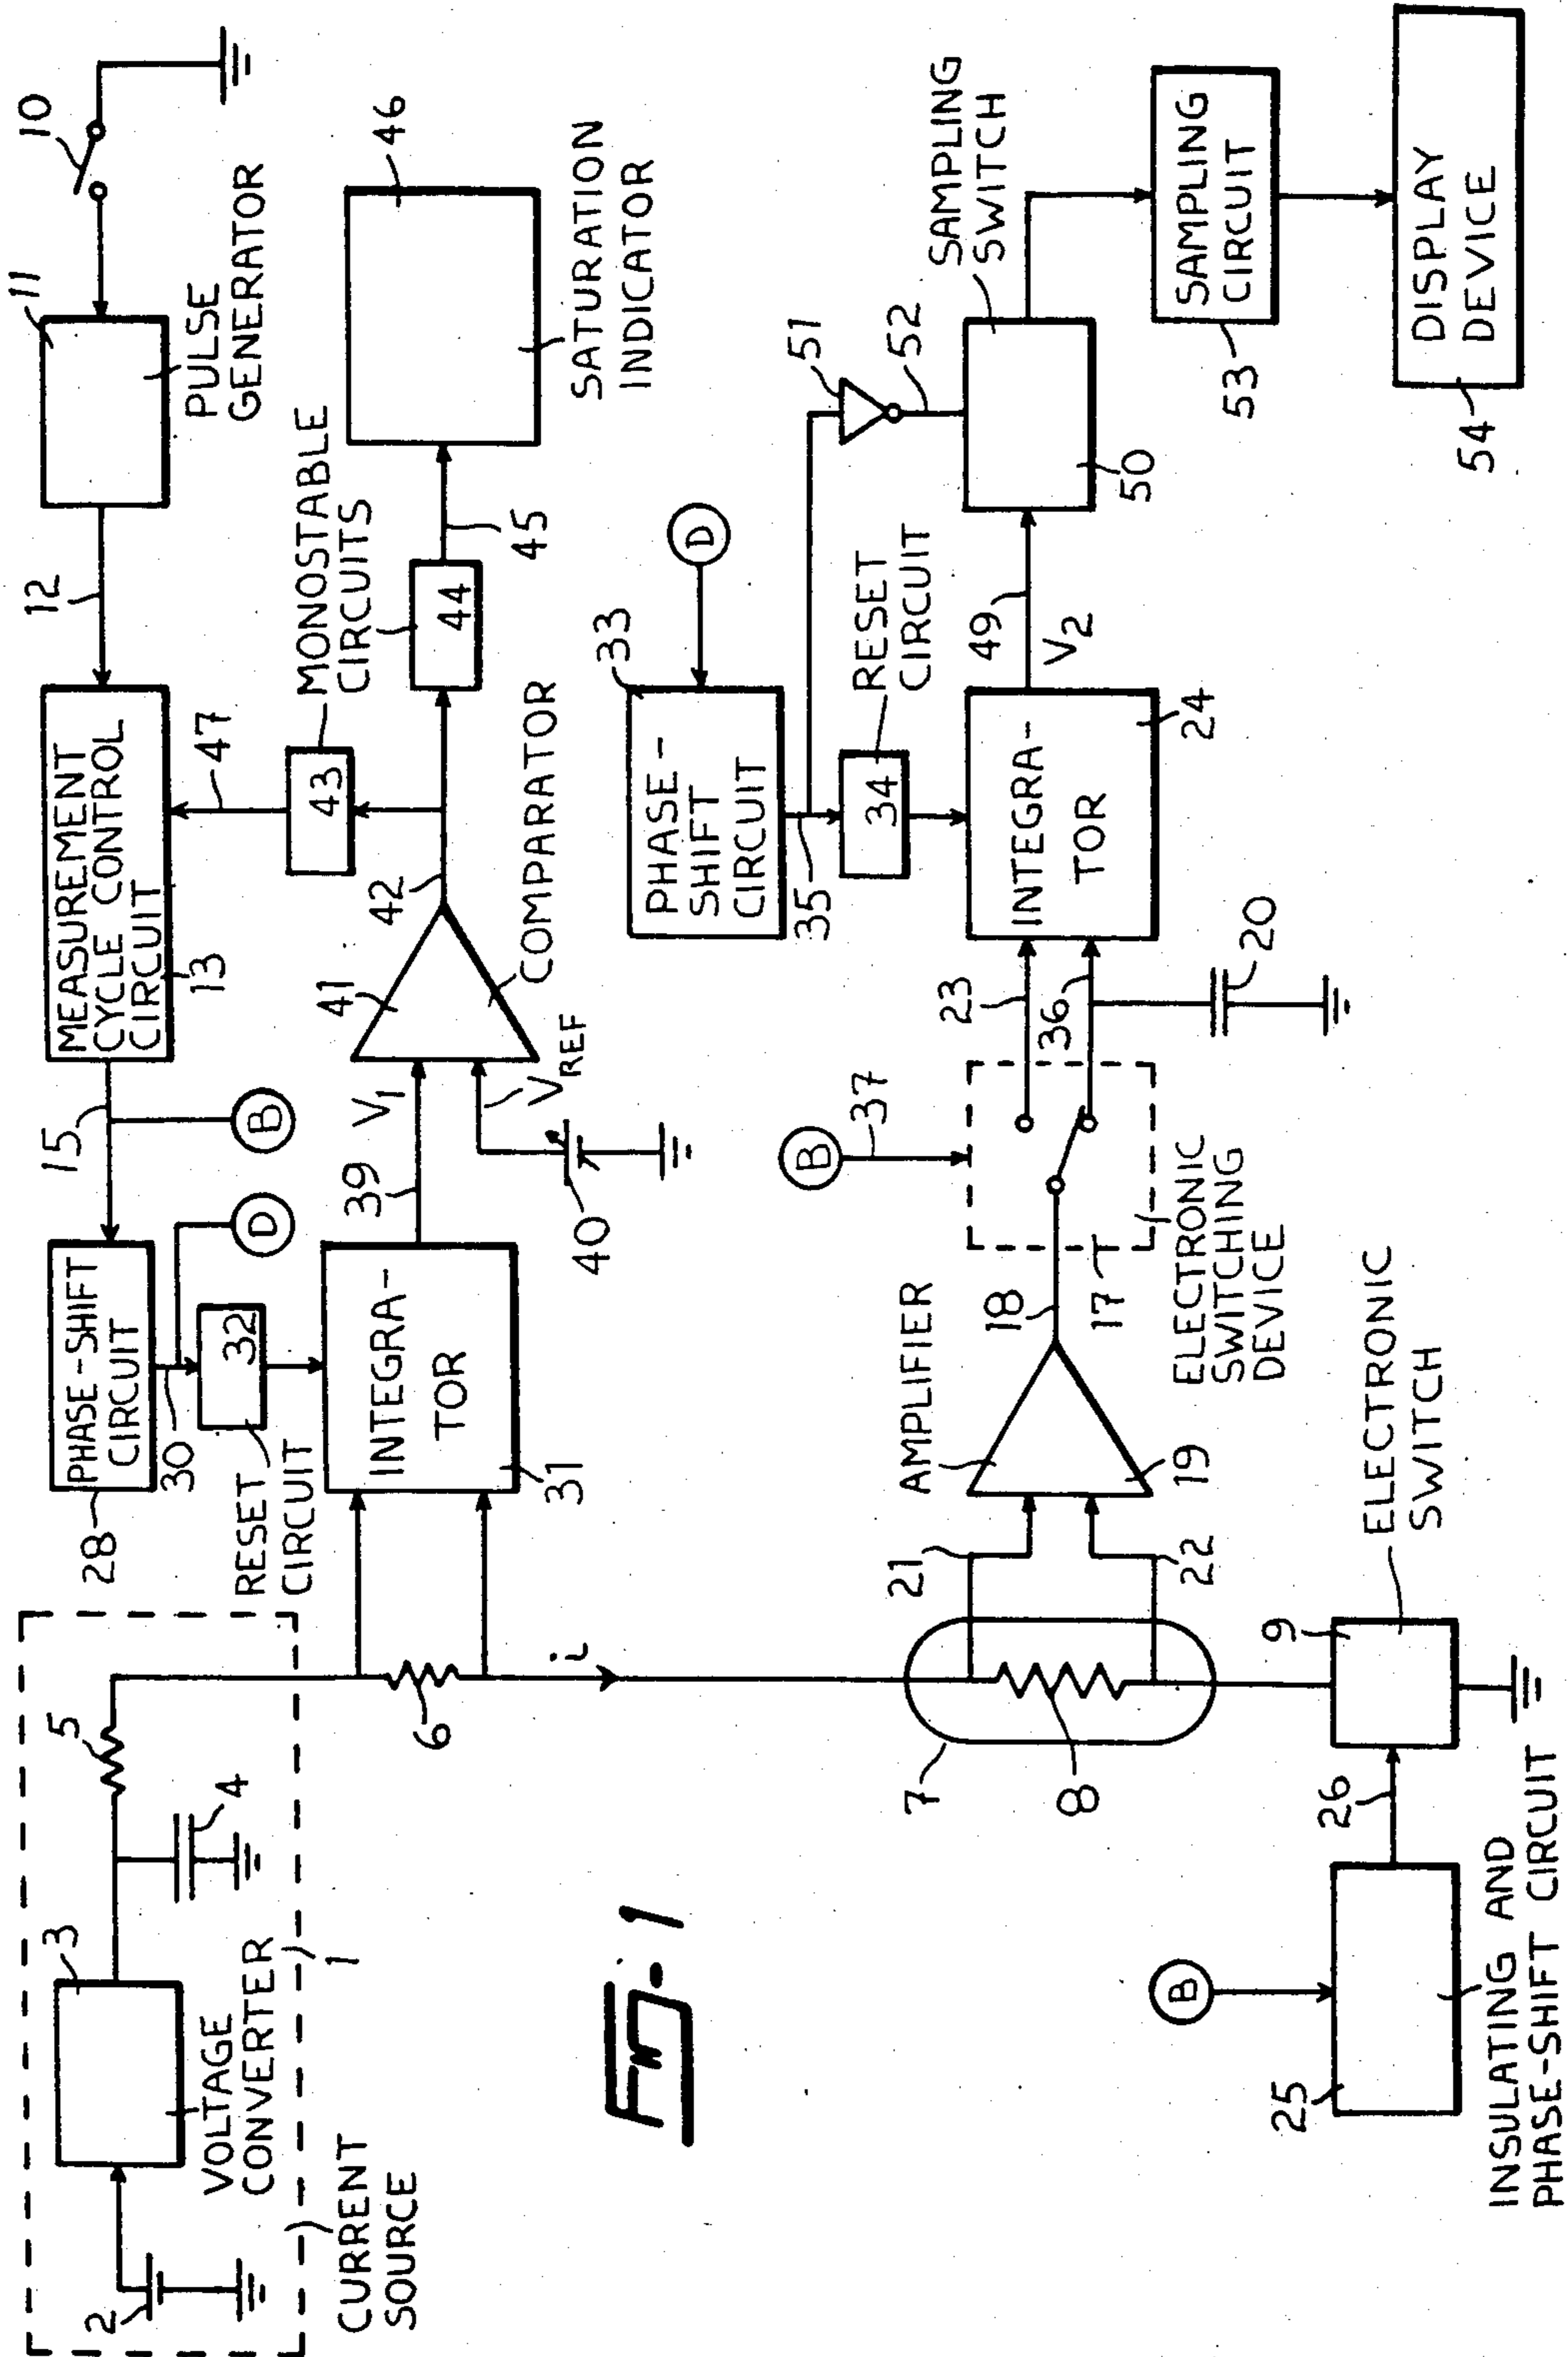 10
11
PULSE
GENERATOR
12
MEASUREMENT
CYCLE CONTROL
CIRCUIT
13
15
B
D
PHASE-SHIFT
CIRCUIT
28
30
32
RESET
CIRCUIT
INTEGRA-
TOR
31
39
V1
VREF
40
41
COMPARATOR
42
43
47
MONOSTABLE
CIRCUITS
44
45
46
SATURATION
INDICATOR
3
VOLTAGE
CONVERTER
2
4
5
1
CURRENT
SOURCE
6
i
7
8
21
22
AMPLIFIER
19
18
17
ELECTRONIC
SWITCHING
DEVICE
B
37
23
36
20
INTEGRA-
TOR
24
PHASE-
SHIFT
CIRCUIT
33
D
35
34
RESET
CIRCUIT
49
V2
50
51
52
SAMPLING
SWITCH
SAMPLING
CIRCUIT
53
DISPLAY
DEVICE
54
9
ELECTRONIC
SWITCH
26
25
B
INSULATING AND
PHASE-SHIFT CIRCUIT
Fig. 1